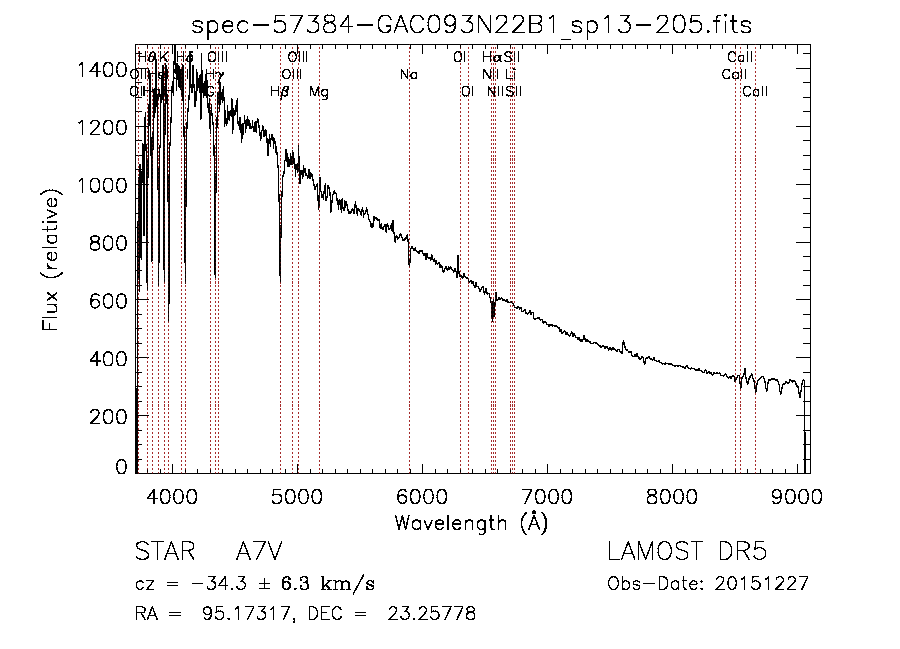 spec-57384-GAC093N22B1_sp13-205.fits
Hθ K Hδ OIII OIII OI Hα SII CaII
OII Hγ OIII Na NII Li CaII
OII G Hβ Mg OI NII SII CaII
1400
1200
1000
800
600
400
200
0
Flux (relative)
4000 5000 6000 7000 8000 9000
Wavelength (Å)
STAR A7V LAMOST DR5
cz = −34.3 ± 6.3 km/s Obs−Date: 20151227
RA = 95.17317, DEC = 23.25778